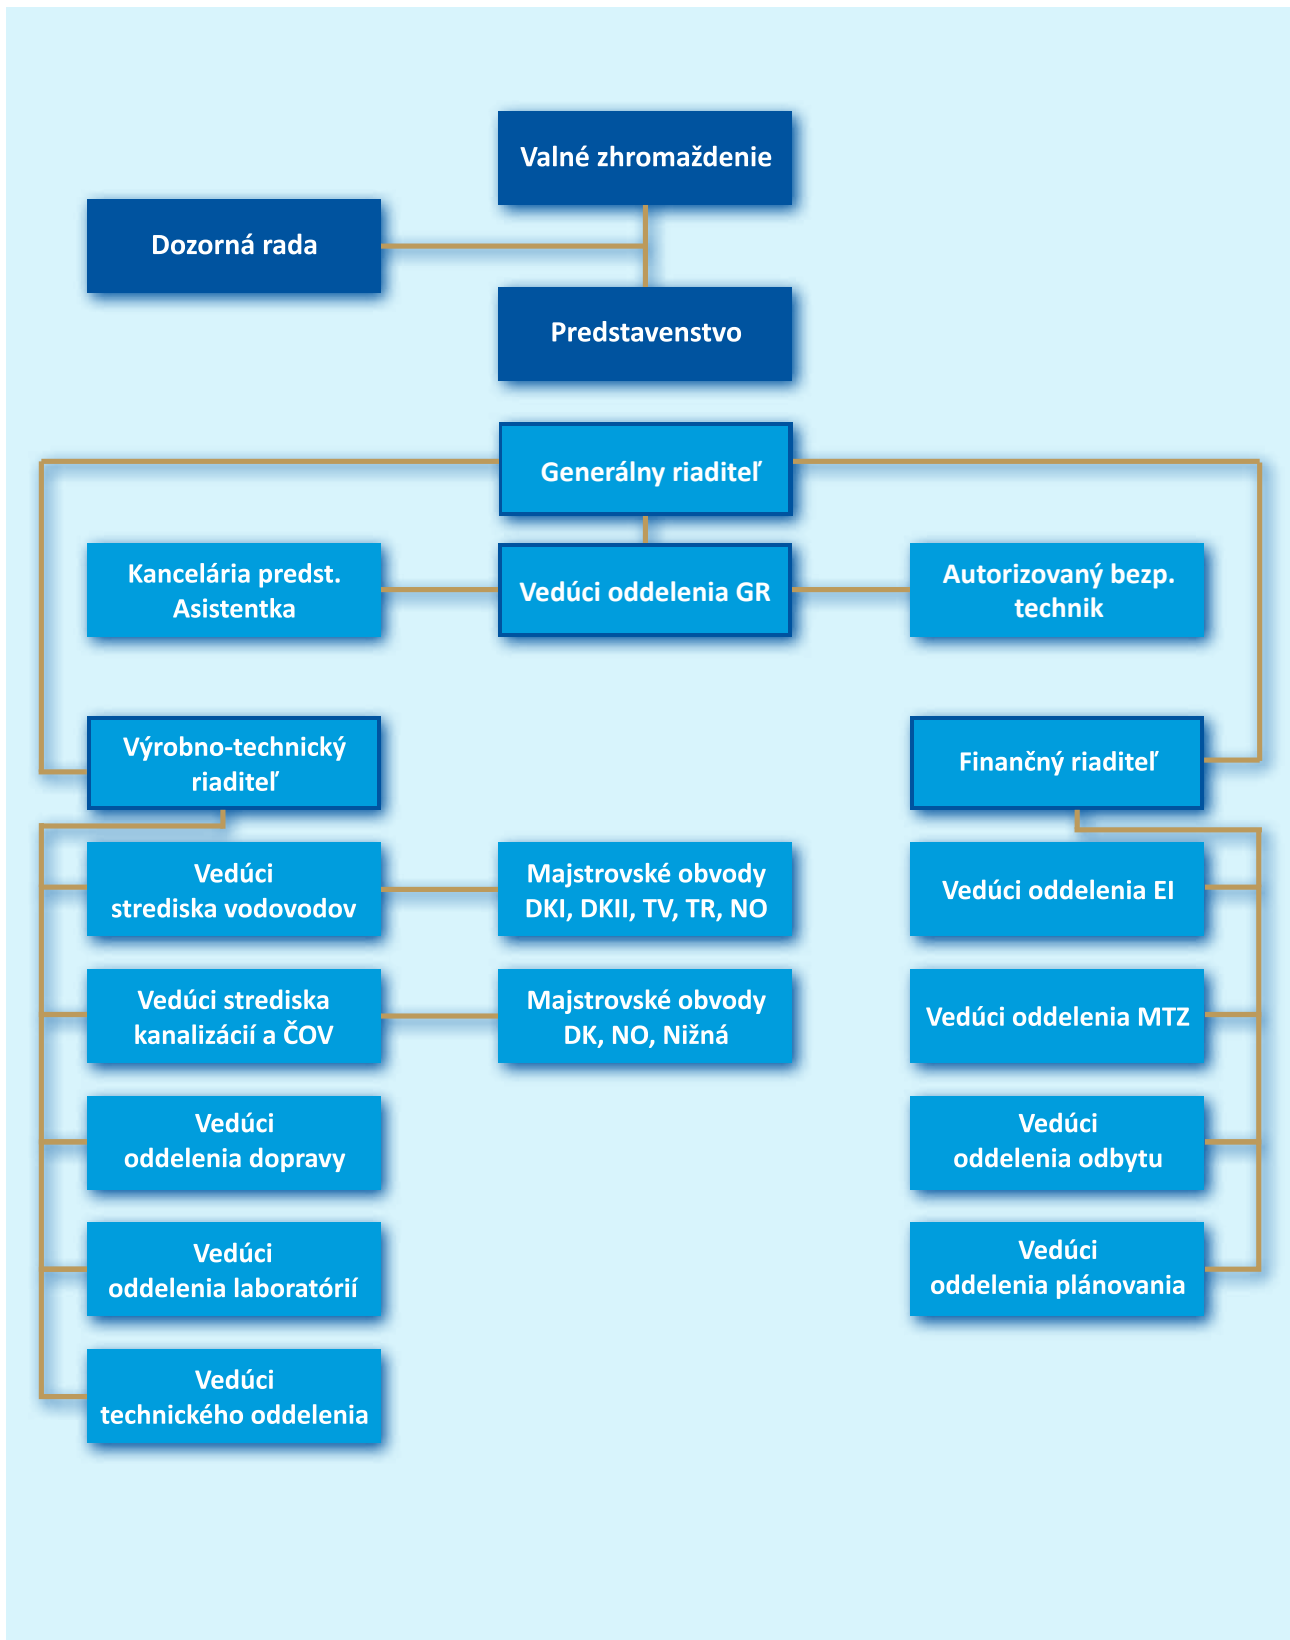 Valné zhromaždenie
Dozorná rada
Predstavenstvo
Generálny riaditeľ
Kancelária predst.
Asistentka
Vedúci oddelenia GR
Autorizovaný bezp.
technik
Výrobno-technický
riaditeľ
Finančný riaditeľ
Vedúci
strediska vodovodov
Majstrovské obvody
DKI, DKII, TV, TR, NO
Vedúci oddelenia EI
Vedúci strediska
kanalizácií a ČOV
Majstrovské obvody
DK, NO, Nižná
Vedúci oddelenia MTZ
Vedúci
oddelenia dopravy
Vedúci
oddelenia odbytu
Vedúci
oddelenia laboratórií
Vedúci
oddelenia plánovania
Vedúci
technického oddelenia